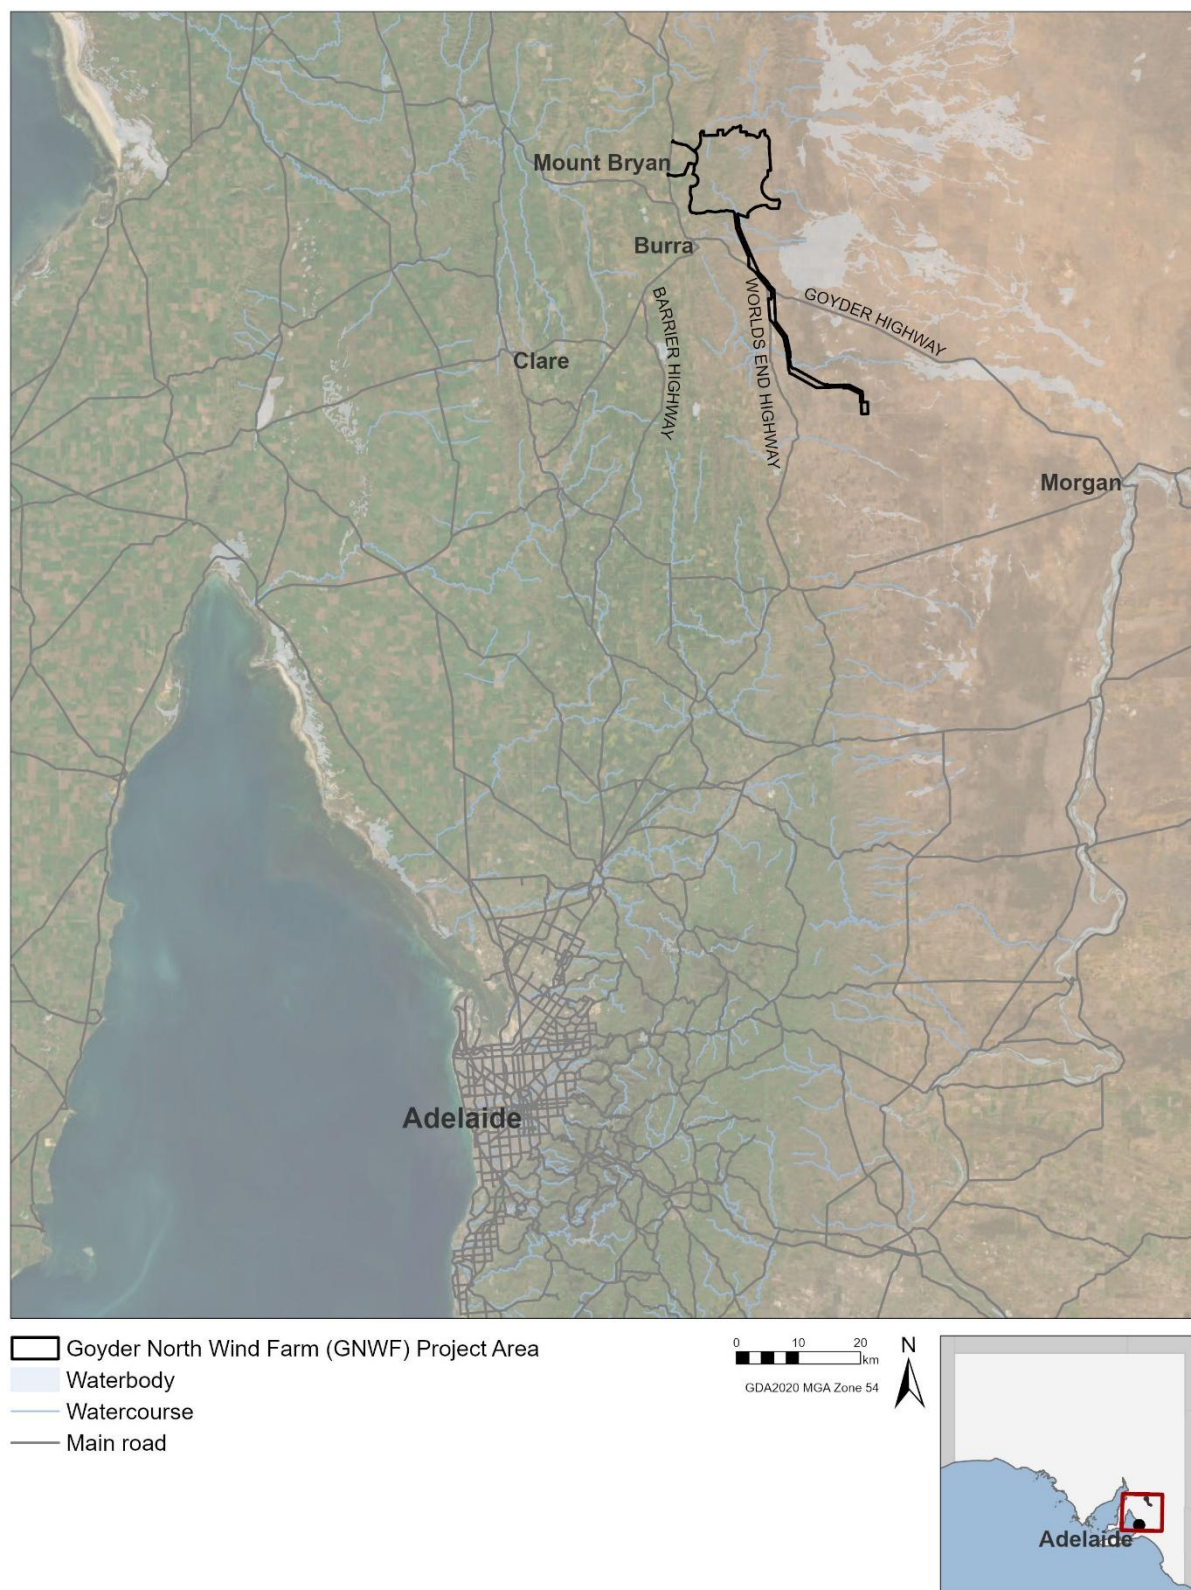 Mount Bryan
Burra
GOYDER HIGHWAY
WORLDS END HIGHWAY
BARRIER HIGHWAY
Clare
Morgan
Adelaide
Goyder North Wind Farm (GNWF) Project Area
Waterbody
Watercourse
Main road
0 10 20
km
GDA2020 MGA Zone 54
N
Adelaide